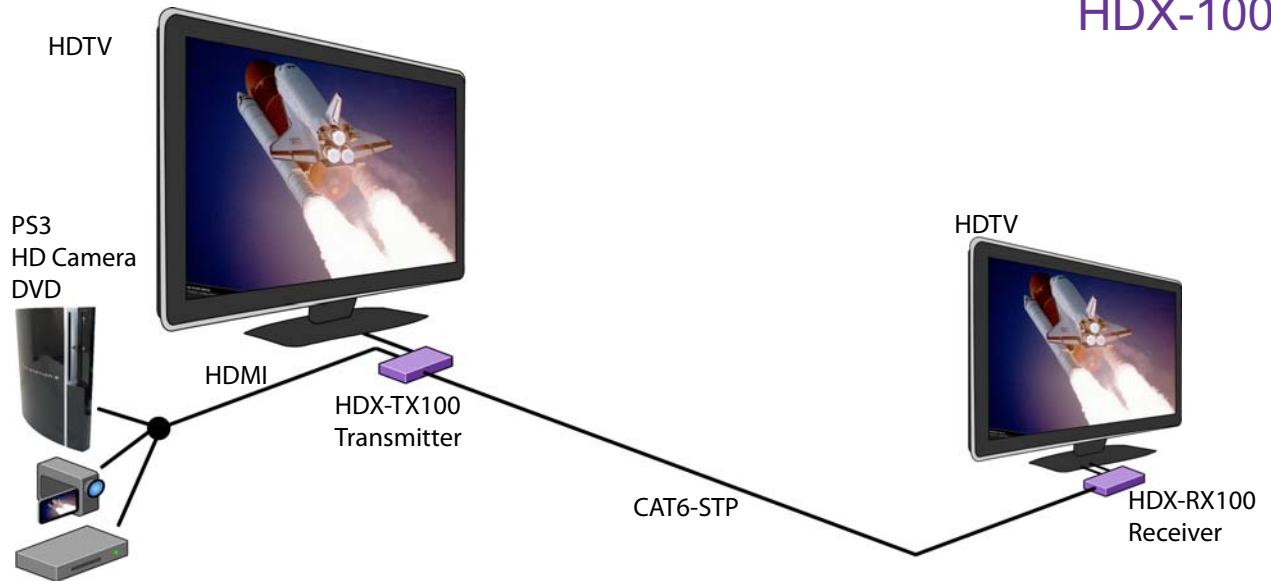 HDX-100
HDTV
PS3
HD Camera
DVD
HDTV
HDMI
HDX-TX100
Transmitter
CAT6-STP
HDX-RX100
Receiver